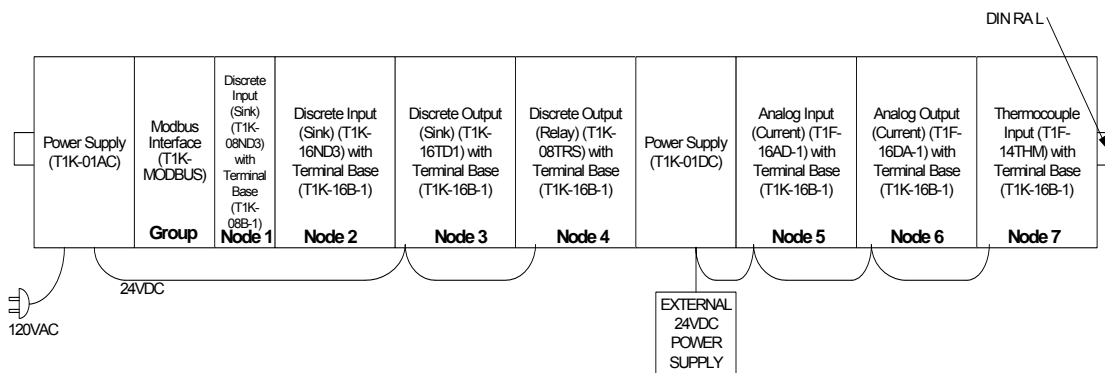 DIN RA L
Power Supply
(T1K-01AC)
Modbus
Interface
(T1K-
MODBUS)
Group
Discrete
Input
(Sink)
(T1K-
08ND3)
with
Terminal
Base
(T1K-
08B-1)
Node 1
Discrete Input
(Sink) (T1K-
16ND3) with
Terminal Base
(T1K-16B-1)
Node 2
Discrete Output
(Sink) (T1K-
16TD1) with
Terminal Base
(T1K-16B-1)
Node 3
Discrete Output
(Relay) (T1K-
08TRS) with
Terminal Base
(T1K-16B-1)
Node 4
Power Supply
(T1K-01DC)
Analog Input
(Current) (T1F-
16AD-1) with
Terminal Base
(T1K-16B-1)
Node 5
Analog Output
(Current) (T1F-
16DA-1) with
Terminal Base
(T1K-16B-1)
Node 6
Thermocouple
Input (T1F-
14THM) with
Terminal Base
(T1K-16B-1)
Node 7
24VDC
120VAC
EXTERNAL
24VDC
POWER
SUPPLY